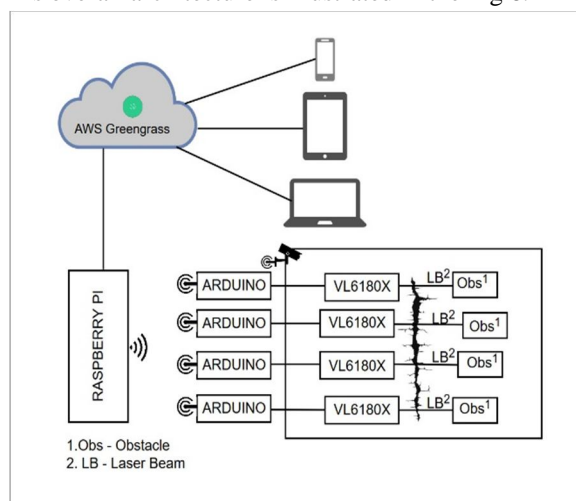 AWS Greengrass
RASPBERRY PI
ARDUINO VL6180X LB2 Obs1
ARDUINO VL6180X LB2 Obs1
ARDUINO VL6180X LB2 Obs1
ARDUINO VL6180X LB2 Obs1
1.Obs - Obstacle
2. LB - Laser Beam